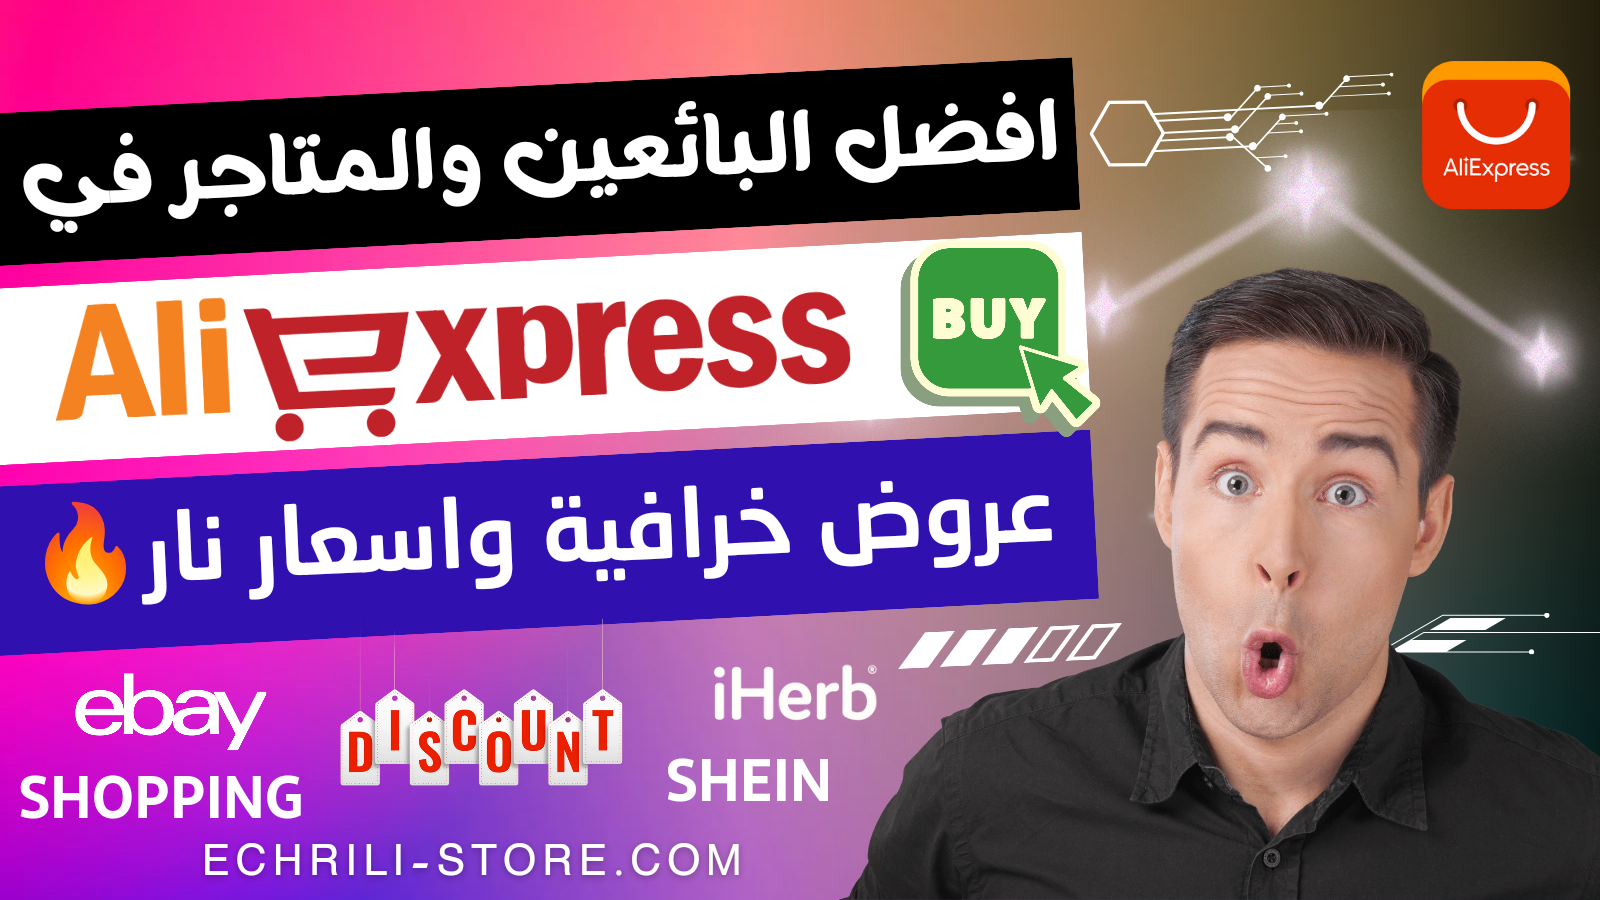 افضل البائعين والمتاجر في
AliExpress
AliExpress
BUY
عروض خرافية واسعار نار🔥
ebay
DISCOUNT
iHerb®
SHOPPING
SHEIN
ECHRILI-STORE.COM